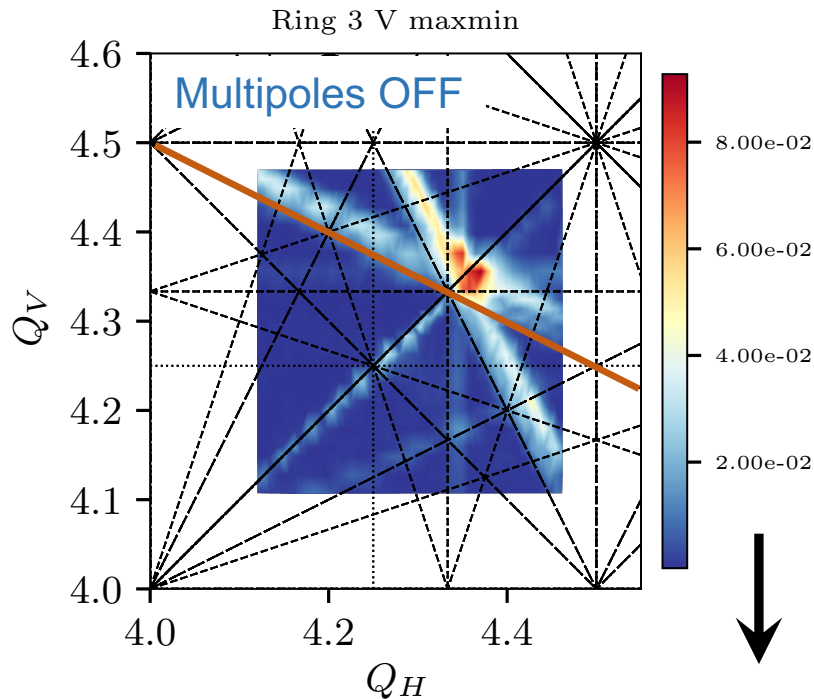 Ring 3 V maxmin
Multipoles OFF
4.6
4.5
4.4
4.3
4.2
4.1
4.0
Q_V
4.0
4.2
4.4
Q_H
8.00e-02
6.00e-02
4.00e-02
2.00e-02